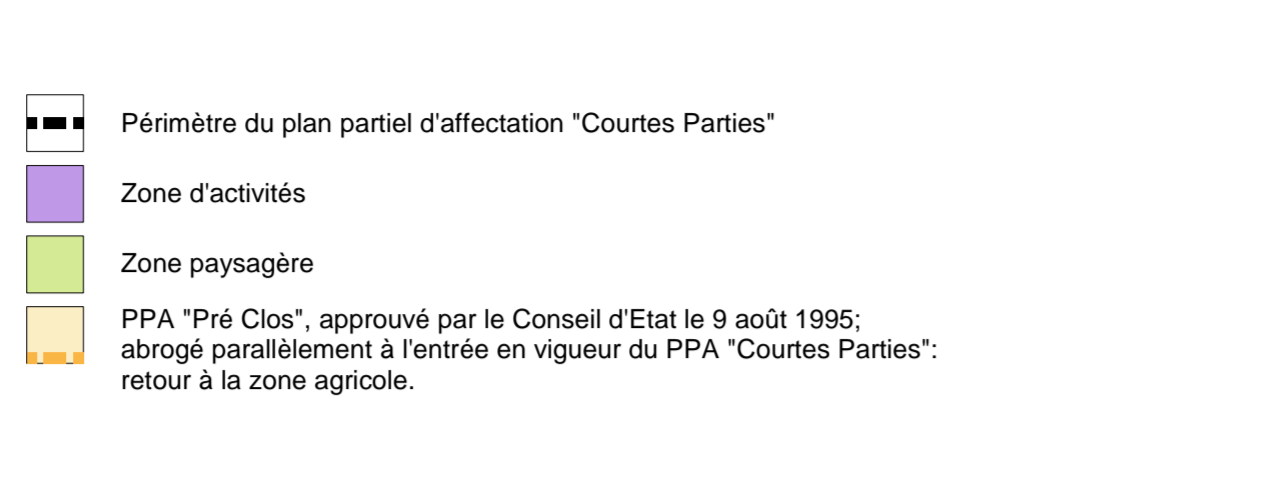 Périmètre du plan partiel d'affectation "Courtes Parties"
Zone d'activités
Zone paysagère
PPA "Pré Clos", approuvé par le Conseil d'Etat le 9 août 1995;
abrogé parallèlement à l'entrée en vigueur du PPA "Courtes Parties":
retour à la zone agricole.